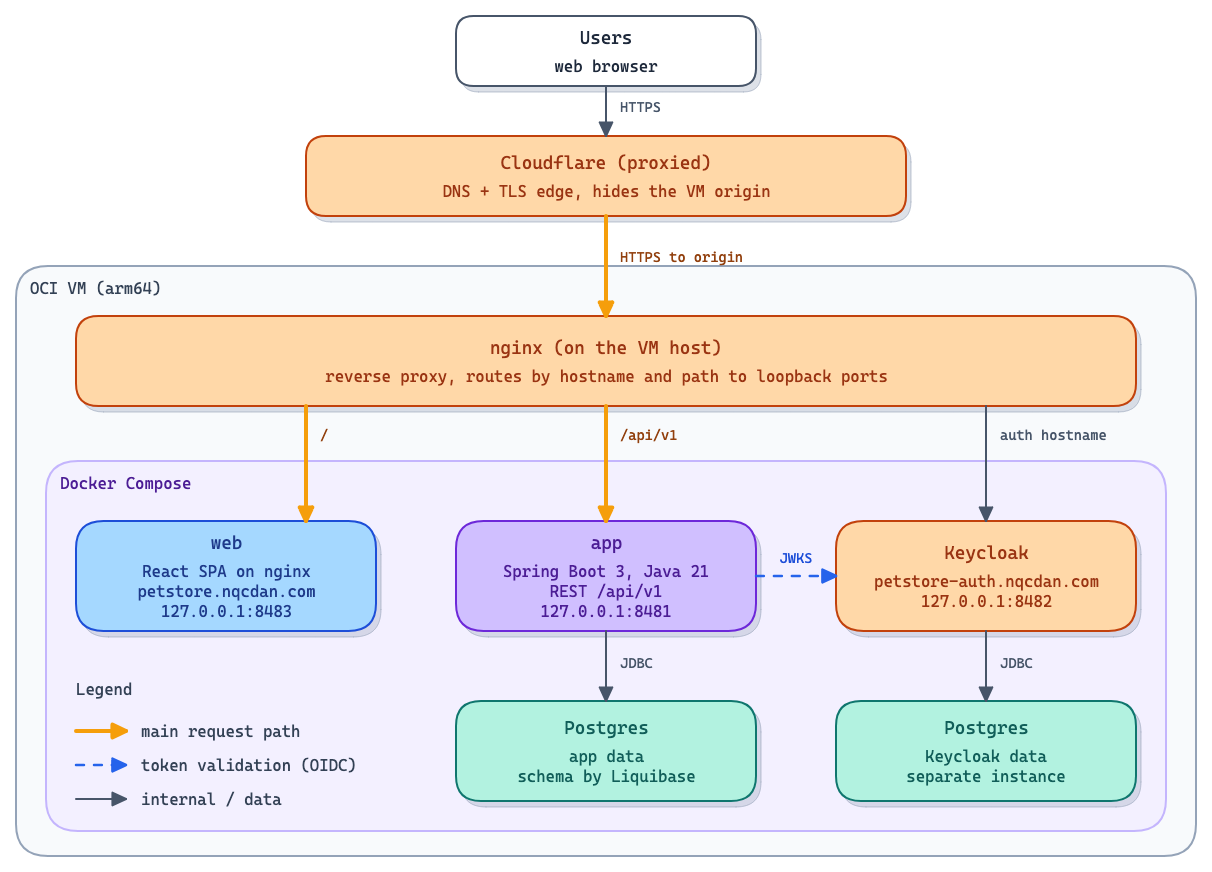 Users
web browser
HTTPS
Cloudflare (proxied)
DNS + TLS edge, hides the VM origin
HTTPS to origin
OCI VM (arm64)
nginx (on the VM host)
reverse proxy, routes by hostname and path to loopback ports
/
/api/v1
auth hostname
Docker Compose
web
React SPA on nginx
petstore.nqcdan.com
127.0.0.1:8483
app
Spring Boot 3, Java 21
REST /api/v1
127.0.0.1:8481
JWKS
Keycloak
petstore-auth.nqcdan.com
127.0.0.1:8482
JDBC
JDBC
Legend
main request path
token validation (OIDC)
internal / data
Postgres
app data
schema by Liquibase
Postgres
Keycloak data
separate instance